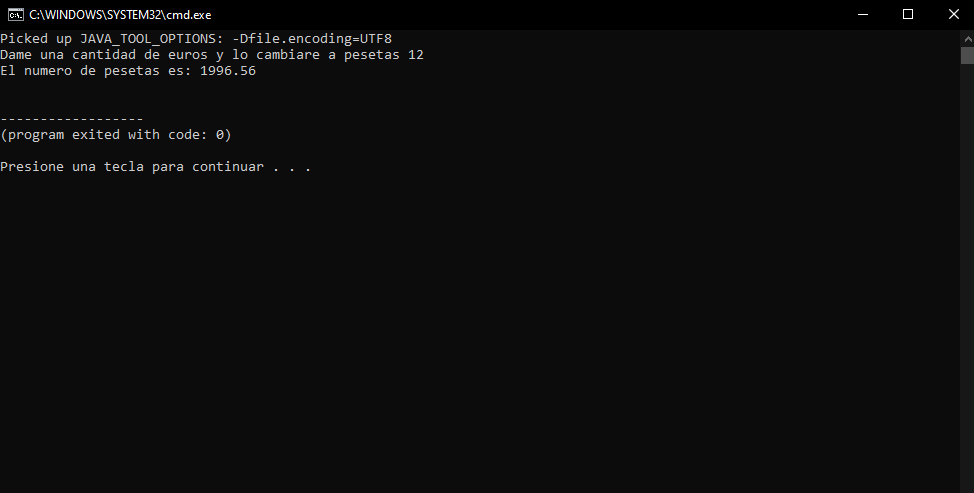 C:\WINDOWS\SYSTEM32\cmd.exe
Picked up JAVA_TOOL_OPTIONS: -Dfile.encoding=UTF8
Dame una cantidad de euros y lo cambiare a pesetas 12
El numero de pesetas es: 1996.56
------------------
(program exited with code: 0)
Presione una tecla para continuar . . .